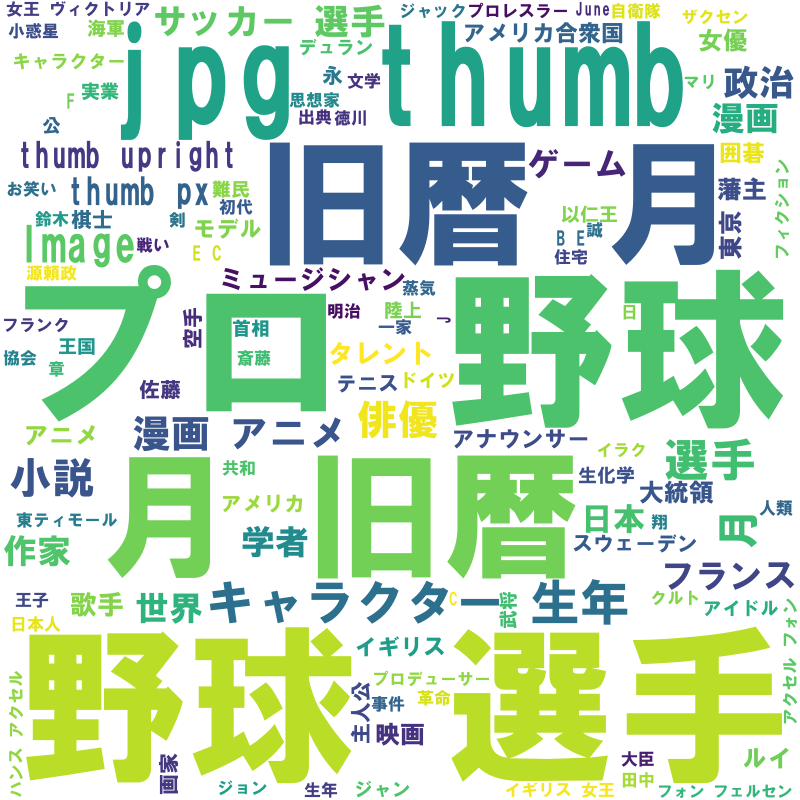 女王 ヴィクトリア
ジャック
プロレスラー
June
自衛隊
ザクセン
小惑星
海軍
サッカー 選手
アメリカ合衆国
女優
デュラン
キャラクター
jpg thumb
永
文学
マリ
政治
F
実業
思想家
漫画
公
出典
徳川
thumb upright
旧暦 月
ゲーム
囲碁
お笑い
thumb px
難民
藩主
フィクション
鈴木
棋士
剣
初代
モデル
以仁王
誠
東京
Image
戦い
E C
B E
住宅
源頼政
ミュージシャン
蒸気
プロ 野球
フランク
空手
首相
明治
陸上
一家
っ
日
協会
王国
章
斎藤
タレント
佐藤
テニス
ドイツ
アニメ
漫画 アニメ
俳優
アナウンサー
イラク
選手
小説
月 旧暦
共和
生化学
大統領
アメリカ
人類
東ティモール
日本
翔
月
作家
学者
スウェーデン
フランス
王子
歌手
世界
キャラクター
C
武将
生年
クルト
アイドル
日本人
野球 選手
イギリス
アクセル フォン
プロデューサー
主人公
事件
革命
映画
ハンス アクセル
画家
大臣
ルイ
ジョン
生年
ジャン
イギリス 女王
田中
フォン フェルセン